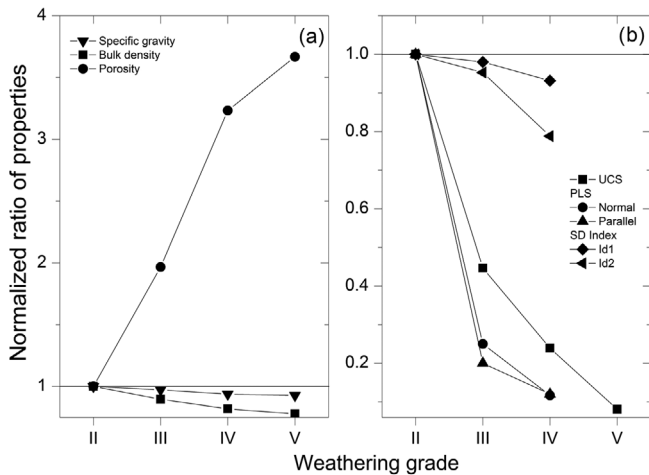 Normalized ratio of properties
4
3
2
1
(a)
Specific gravity
Bulk density
Porosity
II III IV V
1.0
0.8
0.6
0.4
0.2
(b)
UCS
PLS
Normal
Parallel
SD Index
Id1
Id2
II III IV V
Weathering grade